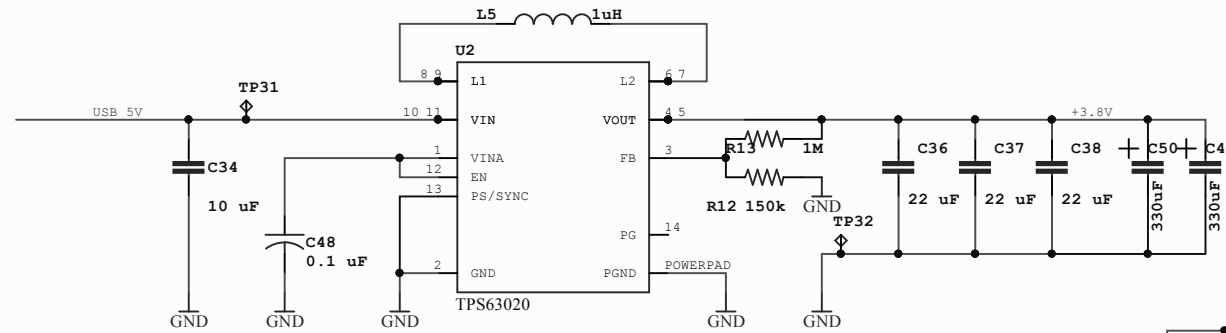 L5 1uH
U2
8 9 L1 L2 6 7
TP31
USB 5V 10 11 VIN VOUT 4 5 +3.8V
C34 1 VINA FB 3 R13 1M C36 C37 C38 C50 C4
12 EN
13 PS/SYNC
10 uF R12 150k GND 22 uF 22 uF 22 uF 330uF 330uF
TP32
C48 PG 14
0.1 uF
2 GND PGND POWERPAD
TPS63020
GND GND GND GND GND